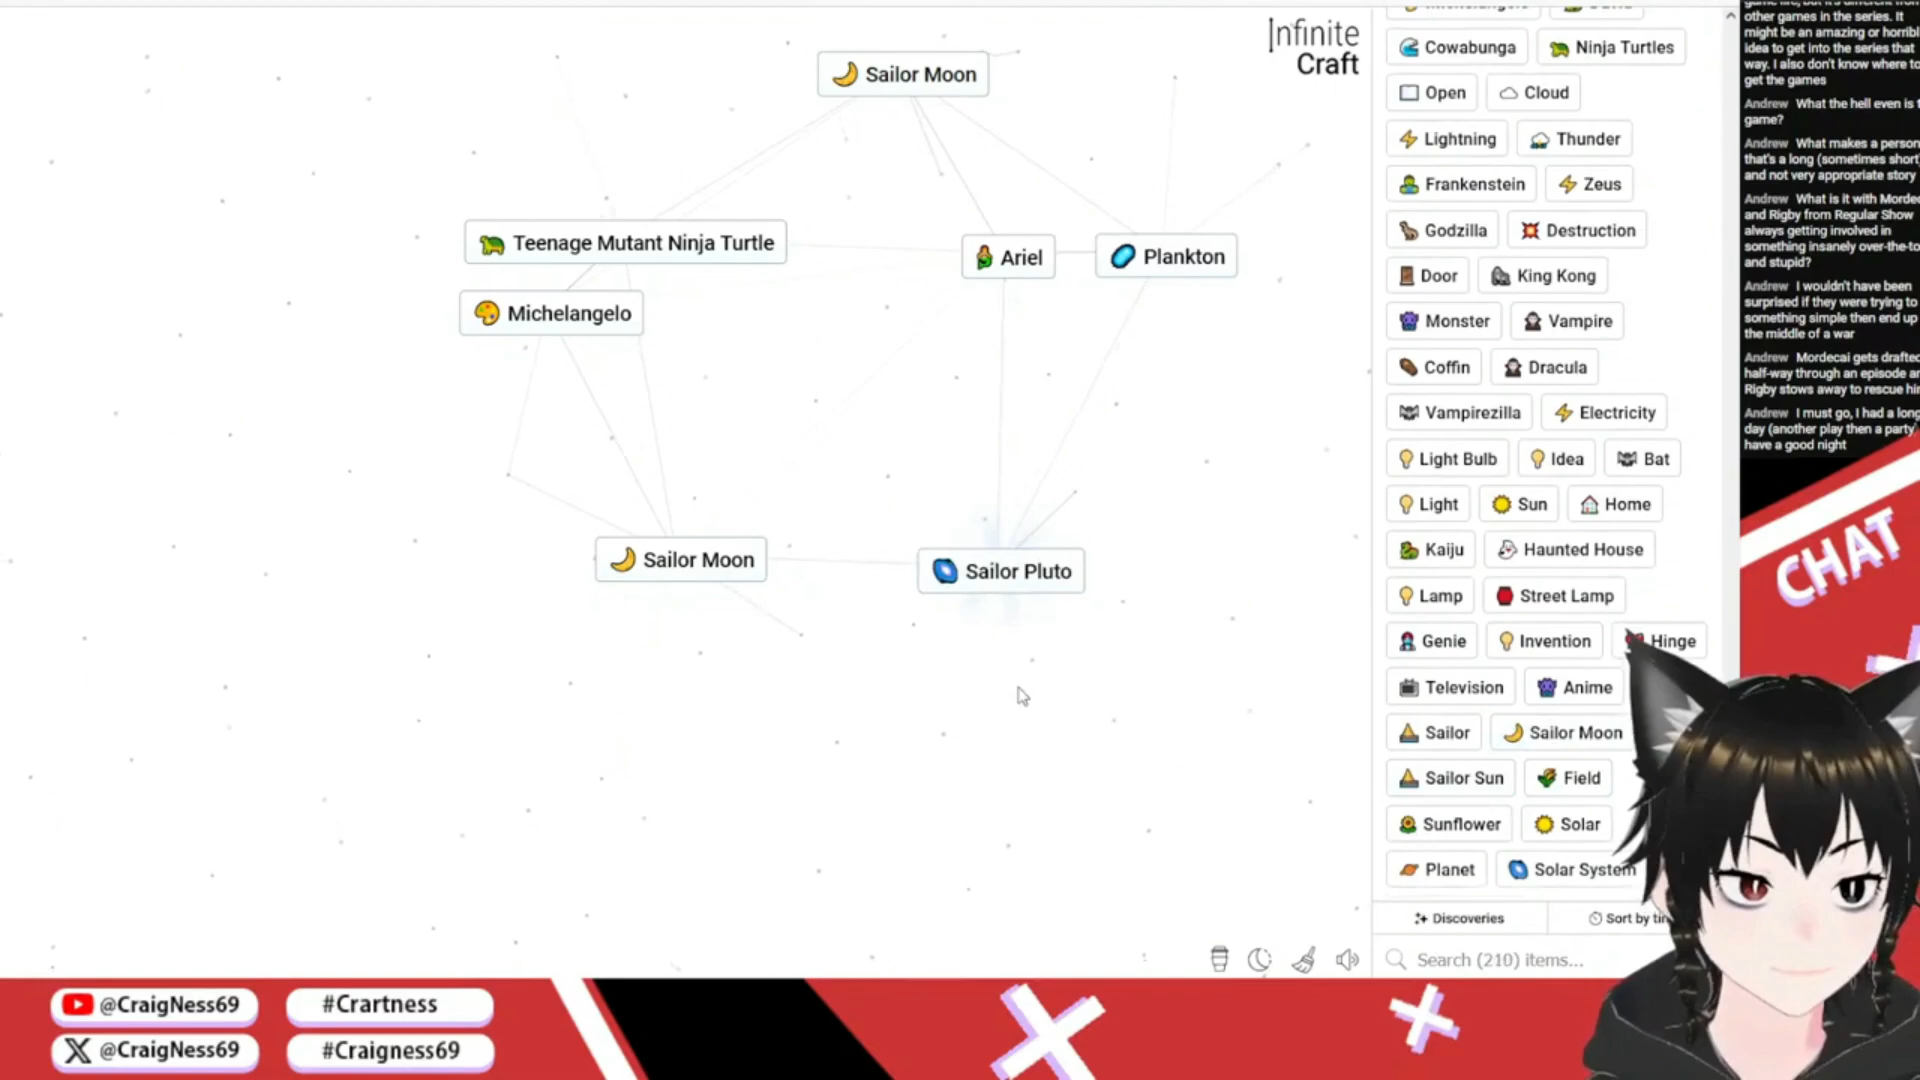 Infinite
Craft
Sailor Moon
Teenage Mutant Ninja Turtle
Ariel
Plankton
Michelangelo
Sailor Moon
Sailor Pluto
Cowabunga
Ninja Turtles
Open
Cloud
Lightning
Thunder
Frankenstein
Zeus
Godzilla
Destruction
Door
King Kong
Monster
Vampire
Coffin
Dracula
Vampirezilla
Electricity
Light Bulb
Idea
Bat
Light
Sun
Home
Kaiju
Haunted House
Lamp
Street Lamp
Genie
Invention
Hinge
Television
Anime
Sailor
Sailor Moon
Sailor Sun
Field
Sunflower
Solar
Planet
Solar System
Discoveries
Sort by
Search (210) items...
other games in the series. It
might be an amazing or horribl
idea to get into the series that
way. I also don't know where to
get the games
Andrew What the hell even is t
game?
Andrew What makes a person
that's a long (sometimes short)
and not very appropriate story
Andrew What is it with Mordec
and Rigby from Regular Show
always getting involved in
something insanely over-the-to
and stupid?
Andrew I wouldn't have been
surprised if they were trying to
something simple then end up
the middle of a war
Andrew Mordecai gets drafted
half-way through an episode an
Rigby stows away to rescue hi
Andrew I must go, I had a long
day (another play then a party
have a good night
CHAT
@CraigNess69
#Crartness
@CraigNess69
#Craigness69